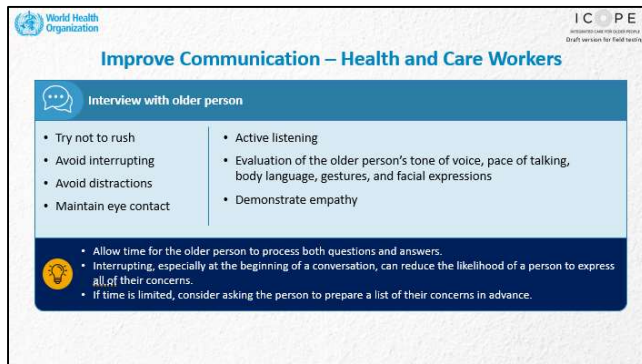 World Health
Organization
ICOPE
INTEGRATED CARE FOR OLDER PEOPLE
Draft version for field testing
Improve Communication – Health and Care Workers
Interview with older person
• Try not to rush
• Avoid interrupting
• Avoid distractions
• Maintain eye contact
• Active listening
• Evaluation of the older person's tone of voice, pace of talking,
body language, gestures, and facial expressions
• Demonstrate empathy
• Allow time for the older person to process both questions and answers.
• Interrupting, especially at the beginning of a conversation, can reduce the likelihood of a person to express
all of their concerns.
• If time is limited, consider asking the person to prepare a list of their concerns in advance.